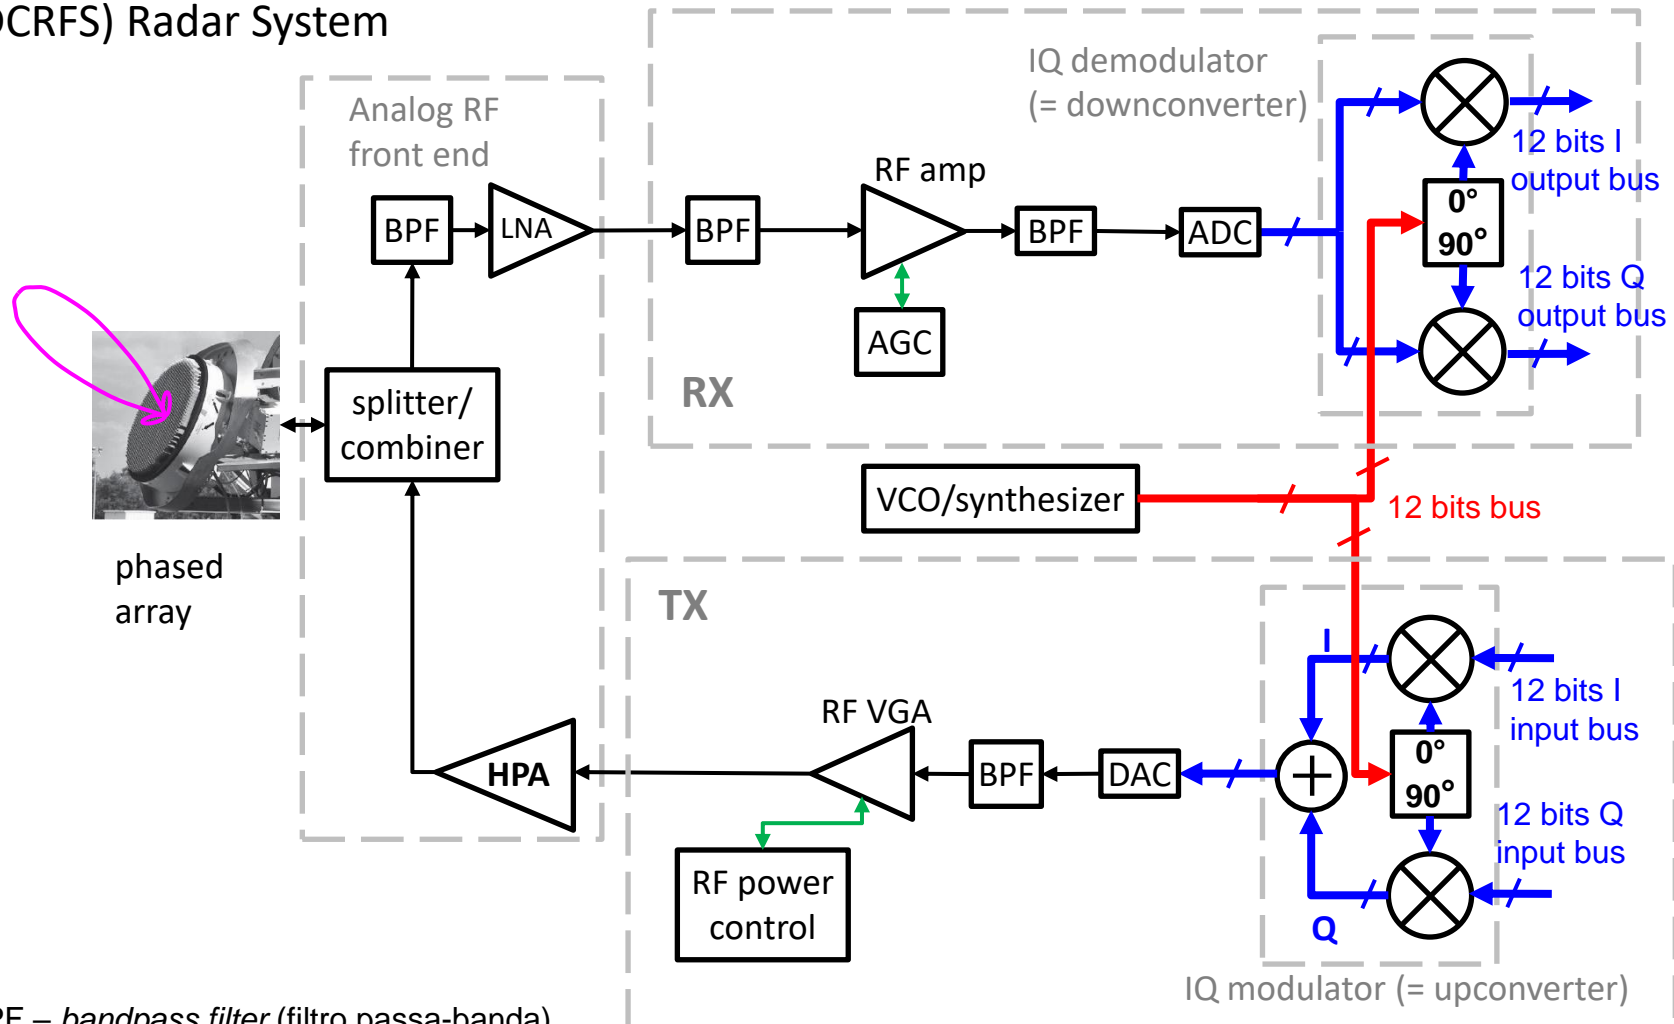 OCRFS) Radar System
Analog RF
front end
BPF
LNA
splitter/
combiner
HPA
phased
array
IQ demodulator
(= downconverter)
RF amp
BPF
BPF
ADC
AGC
RX
0°
90°
12 bits I
output bus
12 bits Q
output bus
VCO/synthesizer
12 bits bus
TX
RF VGA
BPF
DAC
RF power
control
I
Q
0°
90°
12 bits I
input bus
12 bits Q
input bus
IQ modulator (= upconverter)
PF – bandpass filter (filtro passa-banda)